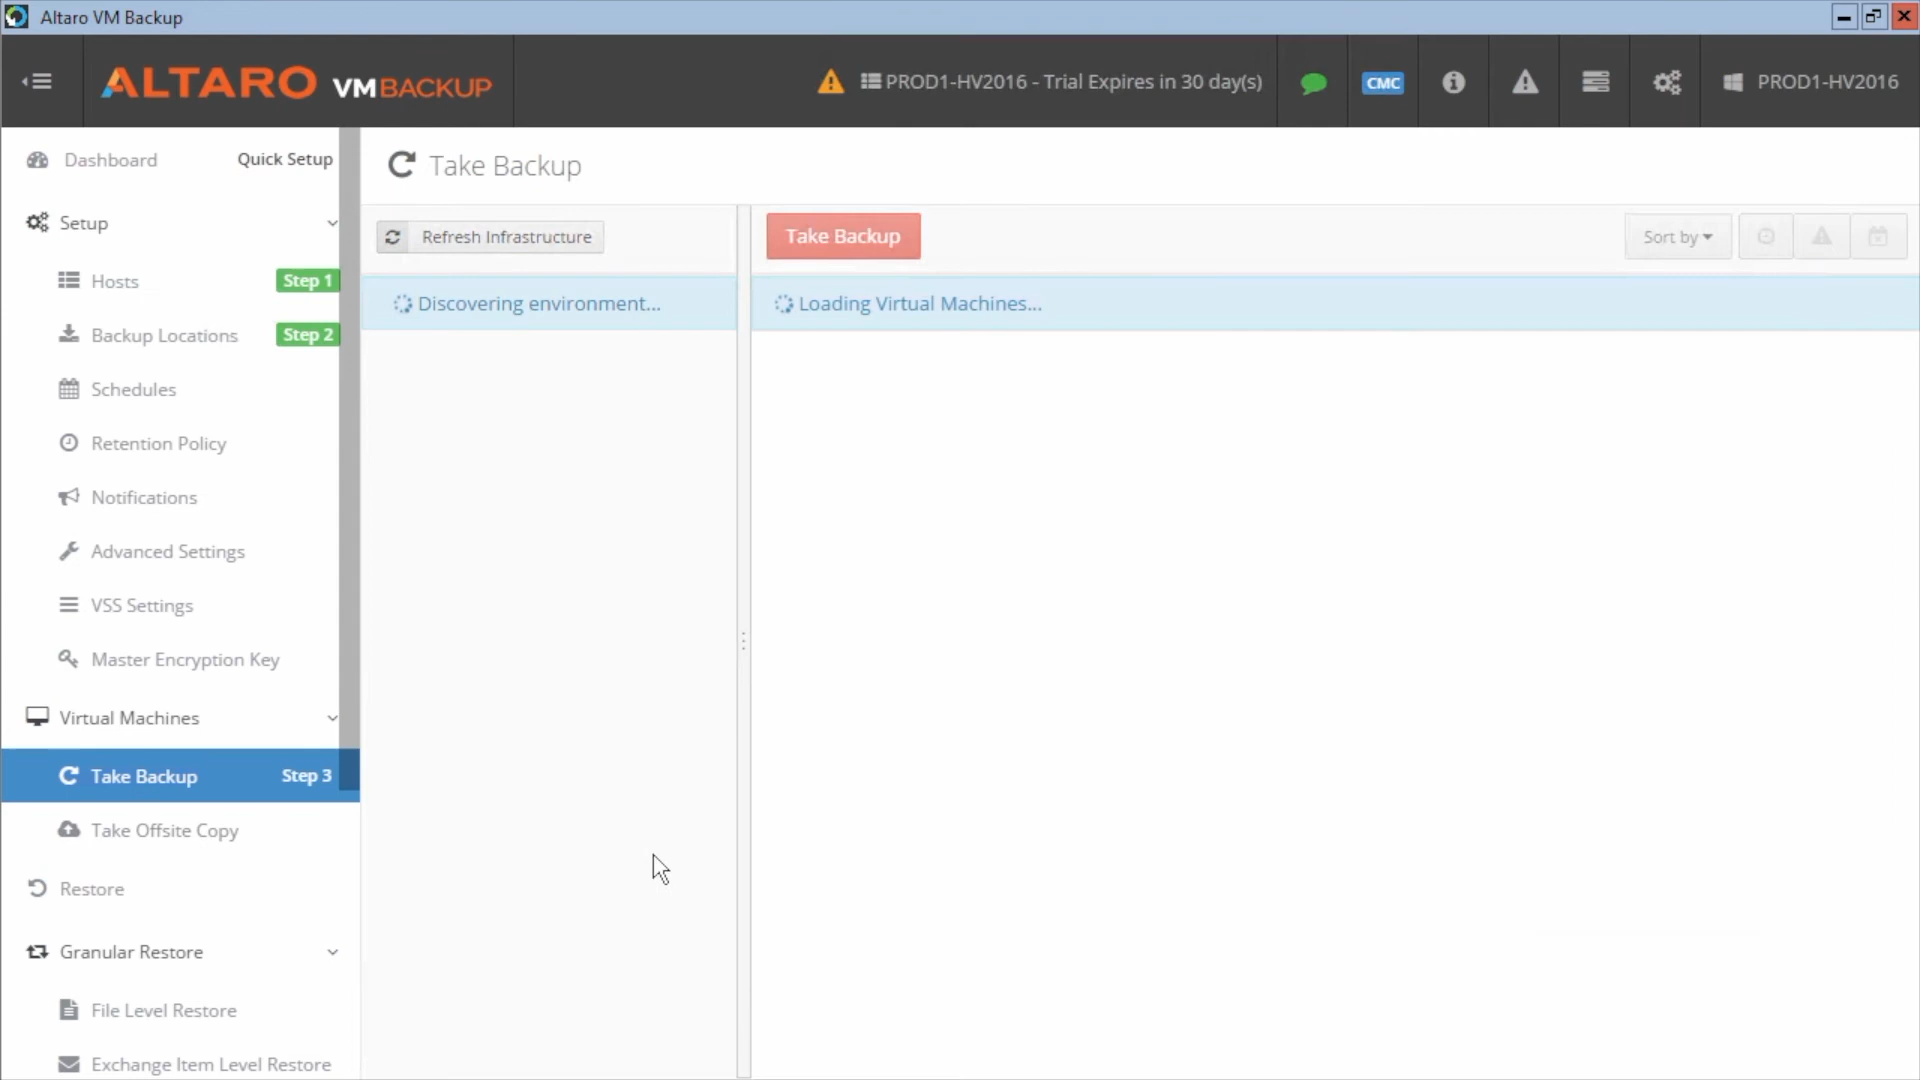 Altaro VM Backup
ALTARO VMBACKUP
PROD1-HV2016 - Trial Expires in 30 day(s)
CMC
PROD1-HV2016
Dashboard
Quick Setup
Setup
Hosts
Step 1
Backup Locations
Step 2
Schedules
Retention Policy
Notifications
Advanced Settings
VSS Settings
Master Encryption Key
Virtual Machines
Take Backup
Step 3
Take Offsite Copy
Restore
Granular Restore
File Level Restore
Exchange Item Level Restore
Take Backup
Refresh Infrastructure
Discovering environment...
Take Backup
Sort by
Loading Virtual Machines...